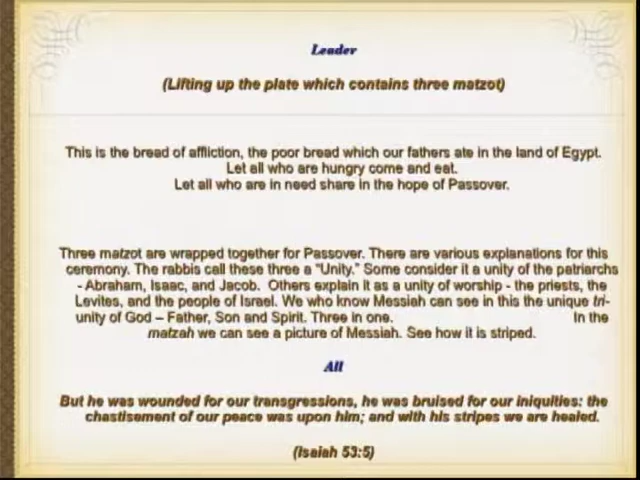 Leader
(Lifting up the plate which contains three matzot)
This is the bread of affliction, the poor bread which our fathers ate in the land of Egypt.
Let all who are hungry come and eat.
Let all who are in need share in the hope of Passover.
Three matzot are wrapped together for Passover. There are various explanations for this
ceremony. The rabbis call these three a "Unity." Some consider it a unity of the patriarchs
- Abraham, Isaac, and Jacob. Others explain it as a unity of worship - the priests, the
Levites, and the people of Israel. We who know Messiah can see in this the unique tri-
unity of God – Father, Son and Spirit. Three in one. In the
matzah we can see a picture of Messiah. See how it is striped.
All
But he was wounded for our transgressions, he was bruised for our iniquities: the
chastisement of our peace was upon him; and with his stripes we are healed.
(Isaiah 53:5)